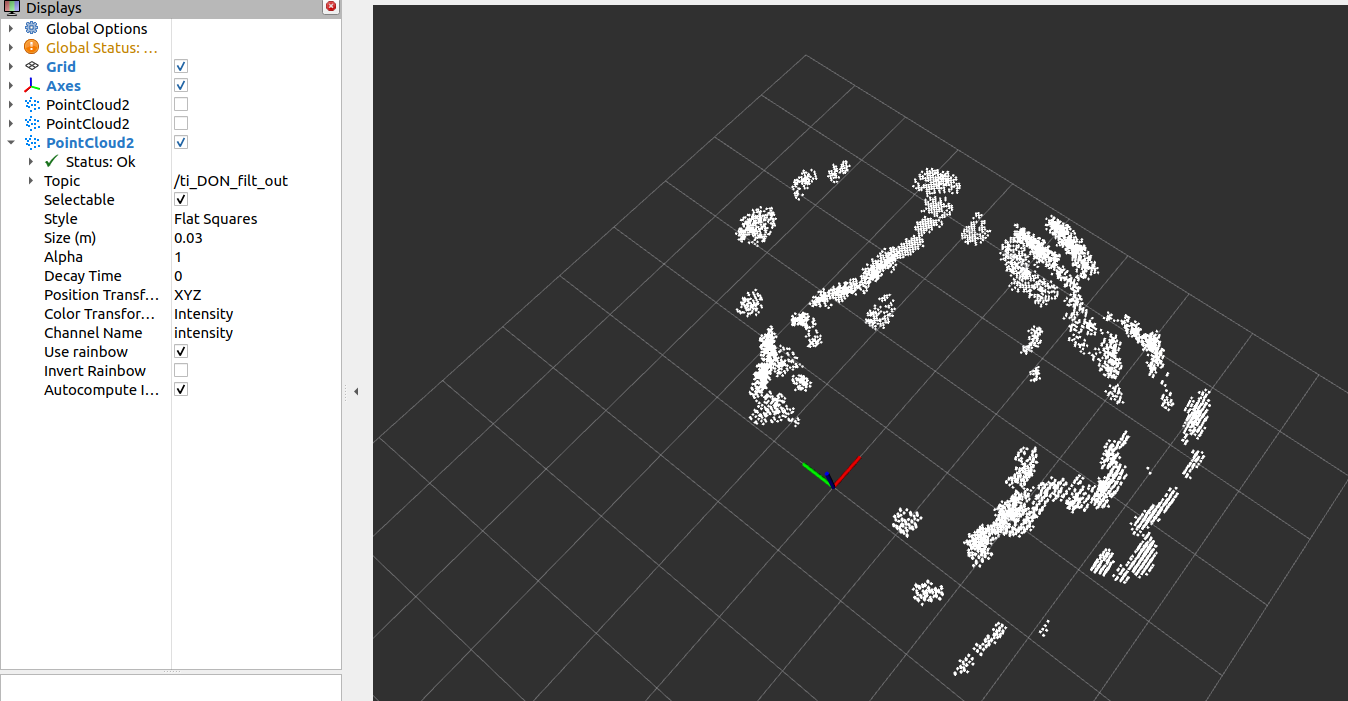 Displays
Global Options
Global Status: ...
Grid
Axes
PointCloud2
PointCloud2
PointCloud2
Status: Ok
Topic /ti_DON_filt_out
Selectable
Style Flat Squares
Size (m) 0.03
Alpha 1
Decay Time 0
Position Transf... XYZ
Color Transfor... Intensity
Channel Name intensity
Use rainbow
Invert Rainbow
Autocompute I...